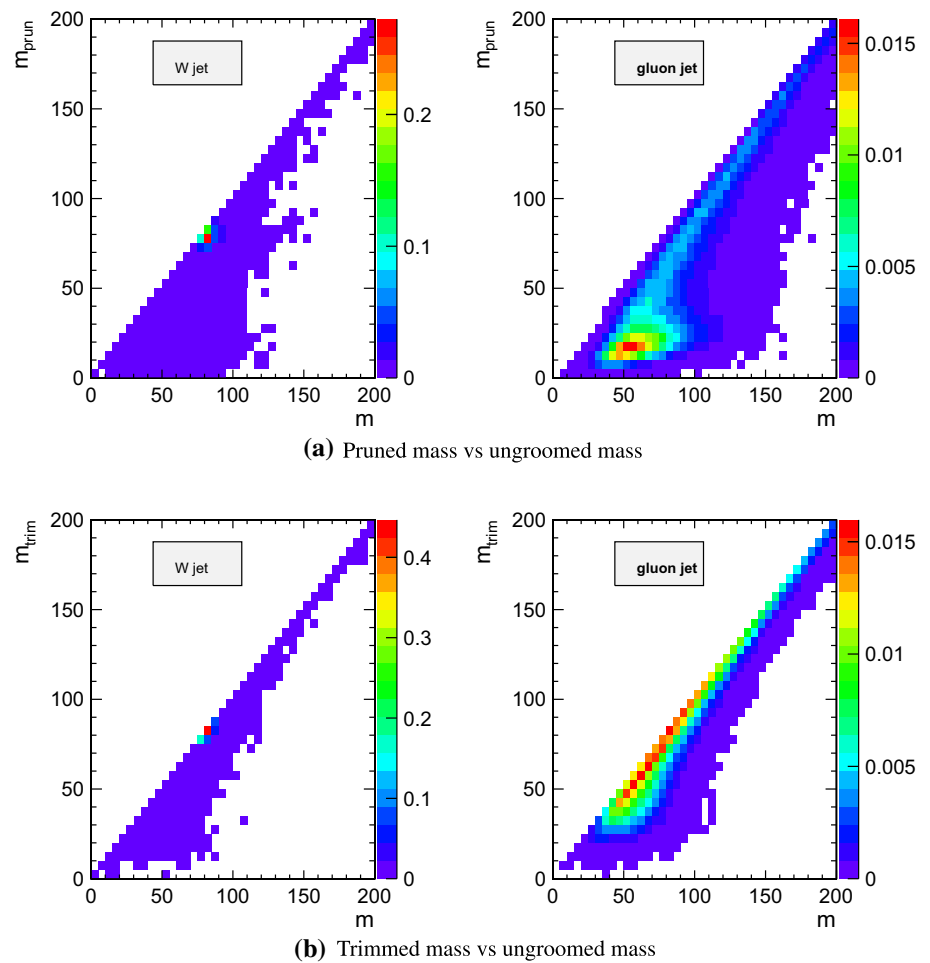 m_prun
200
150
100
50
0
W jet
0.2
0.1
0
0 50 100 150 200
m
m_prun
200
150
100
50
0
gluon jet
0.015
0.01
0.005
0
0 50 100 150 200
m
(a) Pruned mass vs ungroomed mass
m_trim
200
150
100
50
0
W jet
0.4
0.3
0.2
0.1
0
0 50 100 150 200
m
m_trim
200
150
100
50
0
gluon jet
0.015
0.01
0.005
0
0 50 100 150 200
m
(b) Trimmed mass vs ungroomed mass